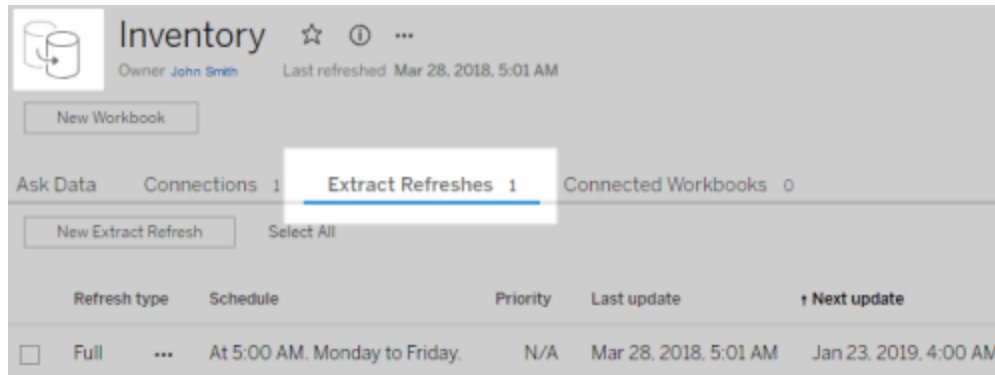 Inventory
Owner John Smith Last refreshed Mar 28, 2018, 5:01 AM
New Workbook
Ask Data Connections 1 Extract Refreshes 1 Connected Workbooks 0
New Extract Refresh Select All
Refresh type Schedule Priority Last update ↑ Next update
Full ••• At 5:00 AM. Monday to Friday. N/A Mar 28, 2018, 5:01 AM Jan 23, 2019, 4:00 AM